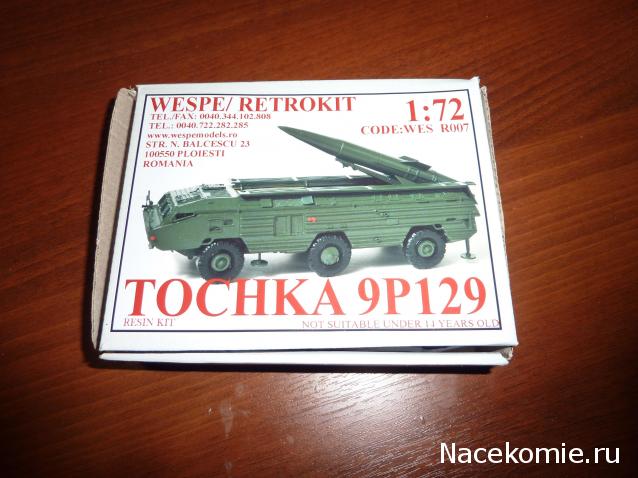 WESPE/ RETROKIT
TEL./FAX: 0040.344.102.808
TEL.: 0040.722.282.285
www.wespemodels.ro
STR. N. BALCESCU 23
100550 PLOIESTI
ROMANIA
1:72
CODE:WES R007
TOCHKA 9P129
RESIN KIT
NOT SUITABLE UNDER 14 YEARS OLD
Nacekomie.ru